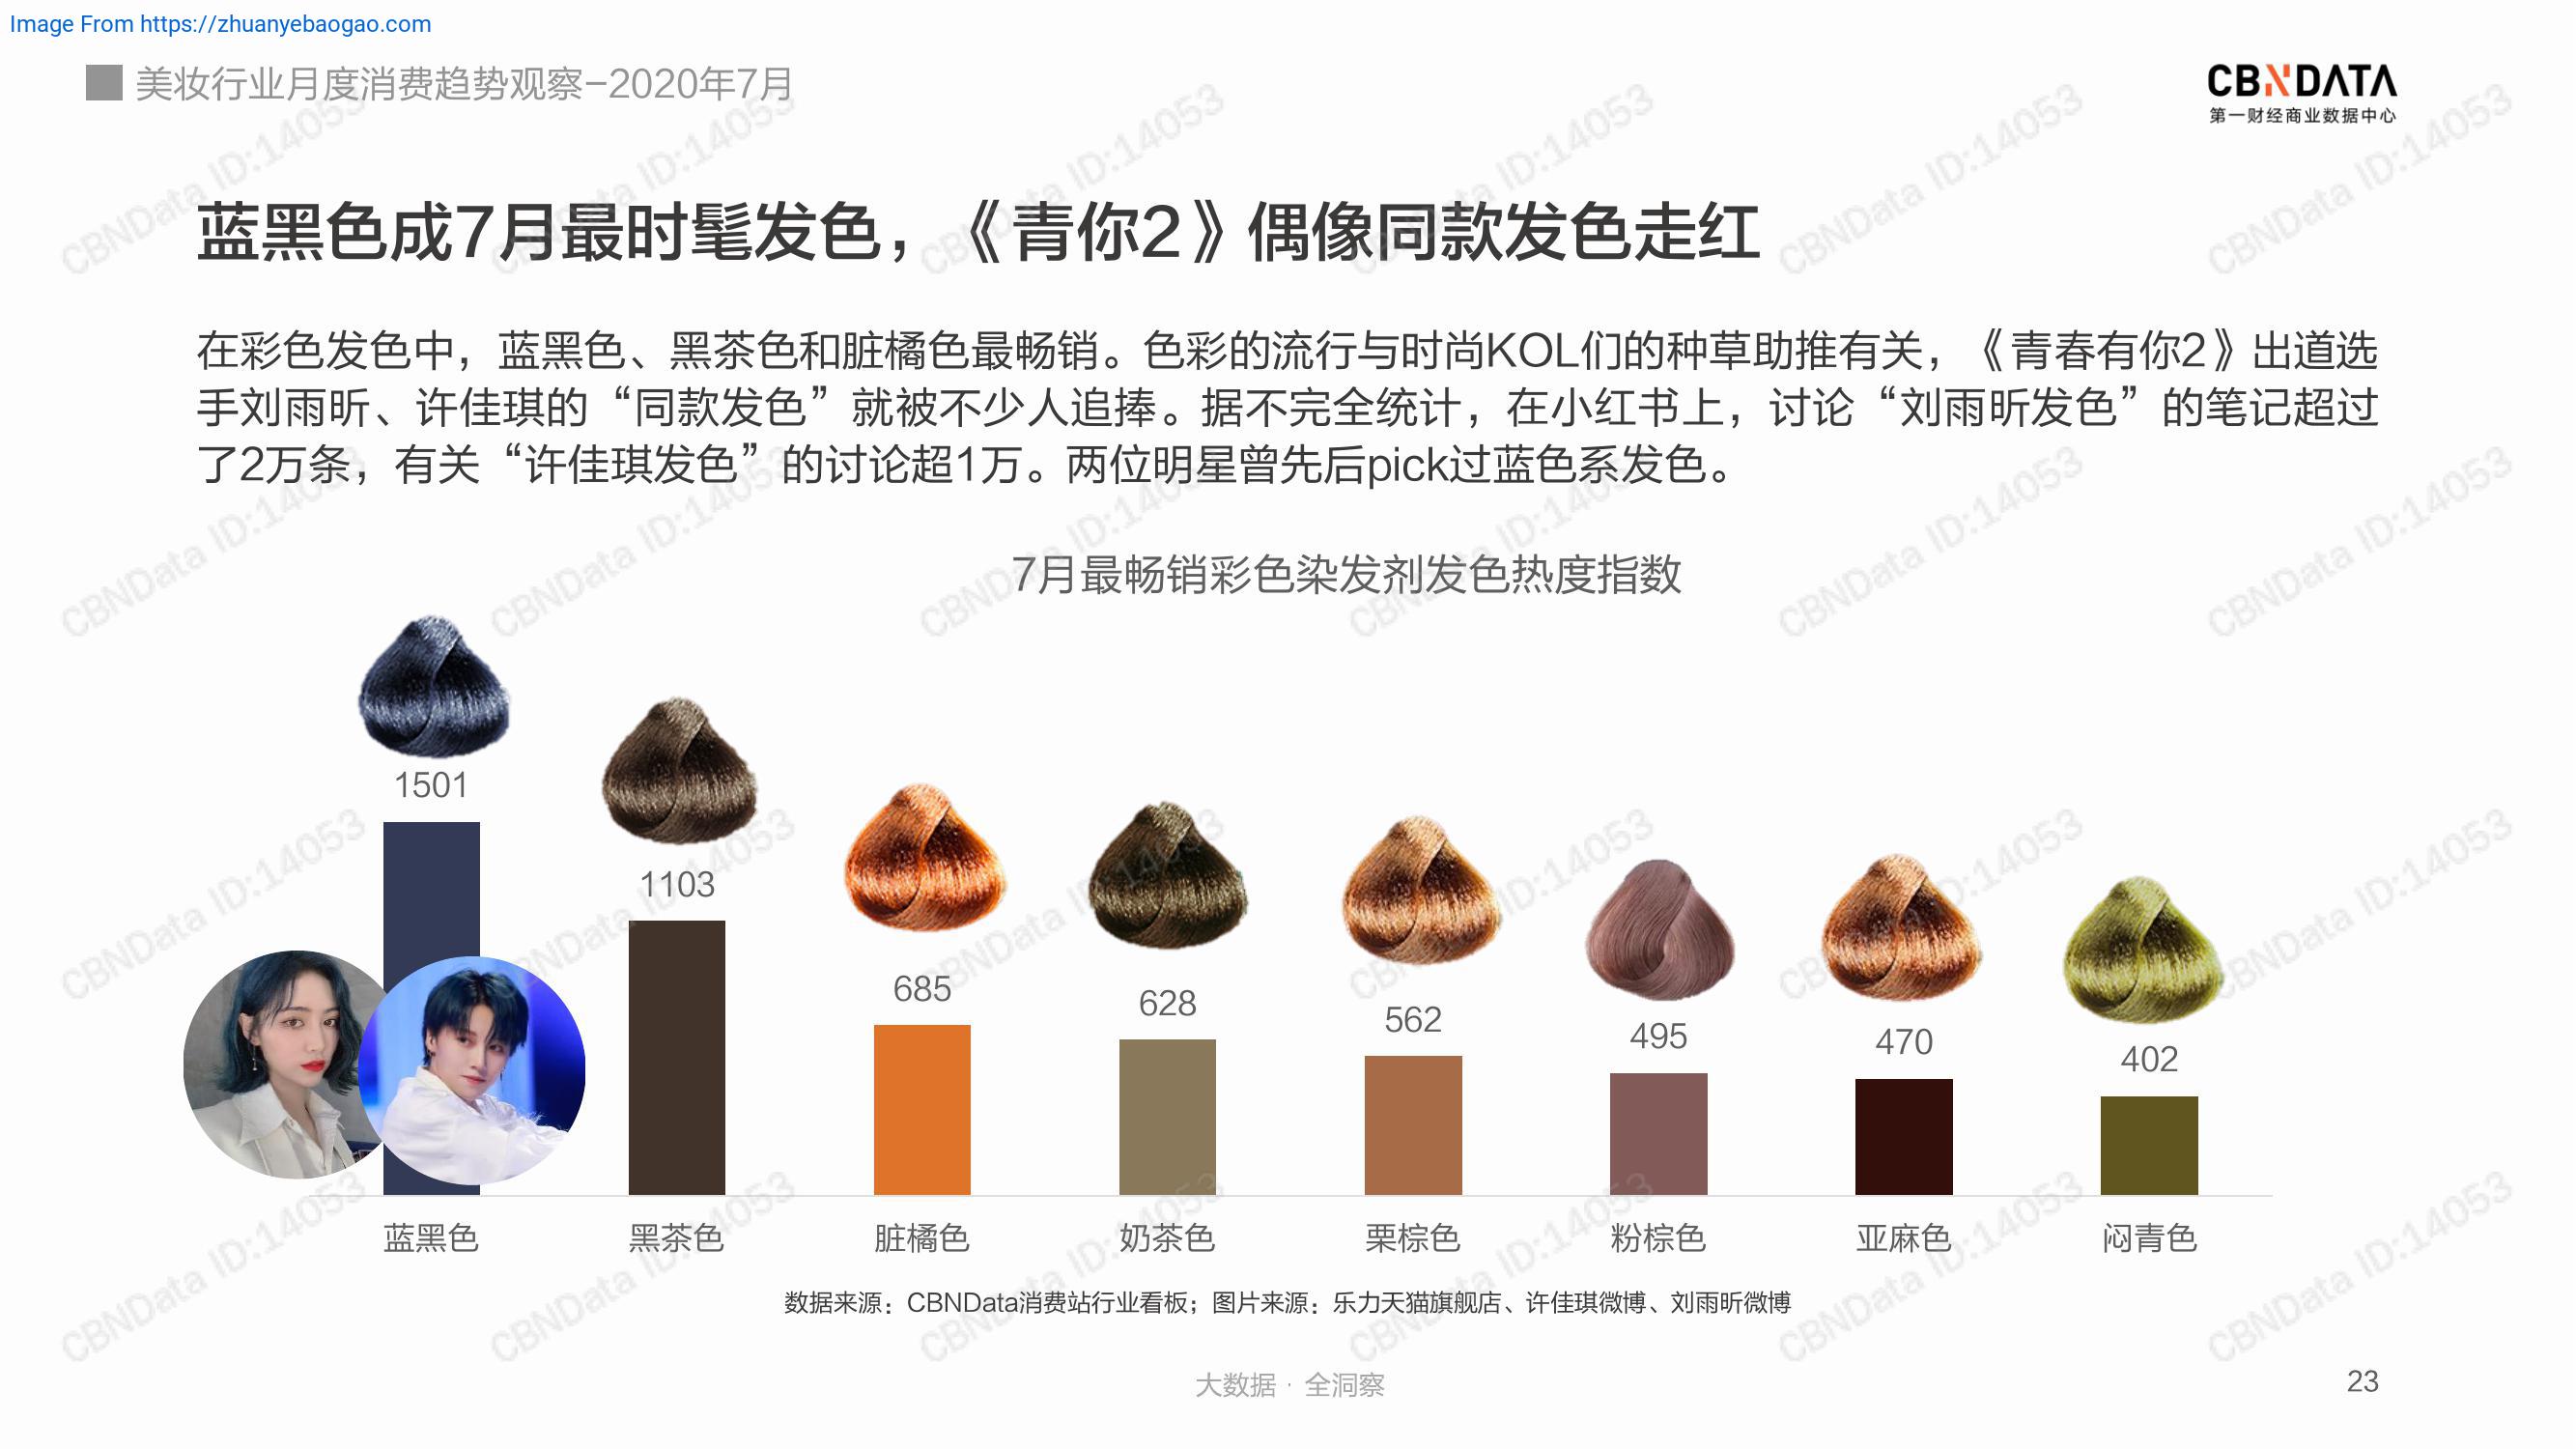 Image From https://zhuanyebaogao.com
美妆行业月度消费趋势观察–2020年7月
CBNDATA
第一财经商业数据中心
蓝黑色成7月最时髦发色，《青你2》偶像同款发色走红
在彩色发色中，蓝黑色、黑茶色和脏橘色最畅销。色彩的流行与时尚KOL们的种草助推有关，《青春有你2》出道选
手刘雨昕、许佳琪的“同款发色”就被不少人追捧。据不完全统计，在小红书上，讨论“刘雨昕发色”的笔记超过
了2万条，有关“许佳琪发色”的讨论超1万。两位明星曾先后pick过蓝色系发色。
7月最畅销彩色染发剂发色热度指数
1501
1103
685
628
562
495
470
402
蓝黑色 黑茶色 脏橘色 奶茶色 栗棕色 粉棕色 亚麻色 闷青色
数据来源：CBNData消费站行业看板；图片来源：乐力天猫旗舰店、许佳琪微博、刘雨昕微博
大数据 · 全洞察
23
CBNData ID:14053